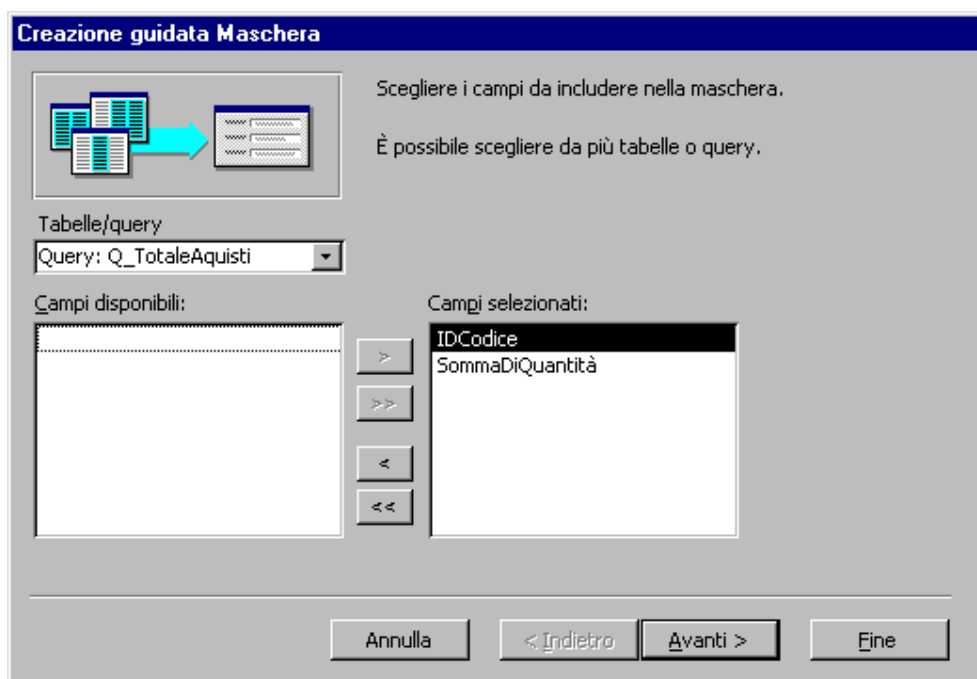 Creazione guidata Maschera
Scegliere i campi da includere nella maschera.
È possibile scegliere da più tabelle o query.
Tabelle/query
Query: Q_TotaleAquisti
Campi disponibili:
Campi selezionati:
IDCodice
SommaDiQuantità
>
>>
<
<<
Annulla
< Indietro
Avanti >
Fine